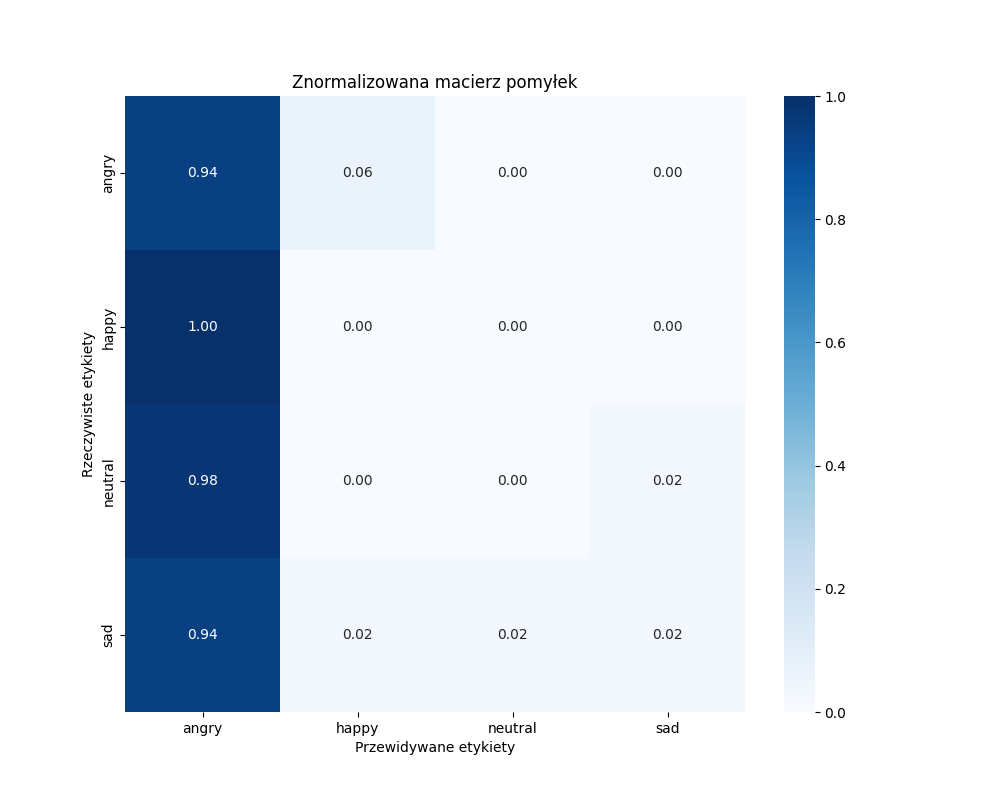 Znormalizowana macierz pomyłek
1.0
angry
0.94
0.06
0.00
0.00
0.8
happy
1.00
0.00
0.00
0.00
0.6
Rzeczywiste etykiety
neutral
0.98
0.00
0.00
0.02
0.4
sad
0.94
0.02
0.02
0.02
0.2
0.0
angry
happy
neutral
sad
Przewidywane etykiety